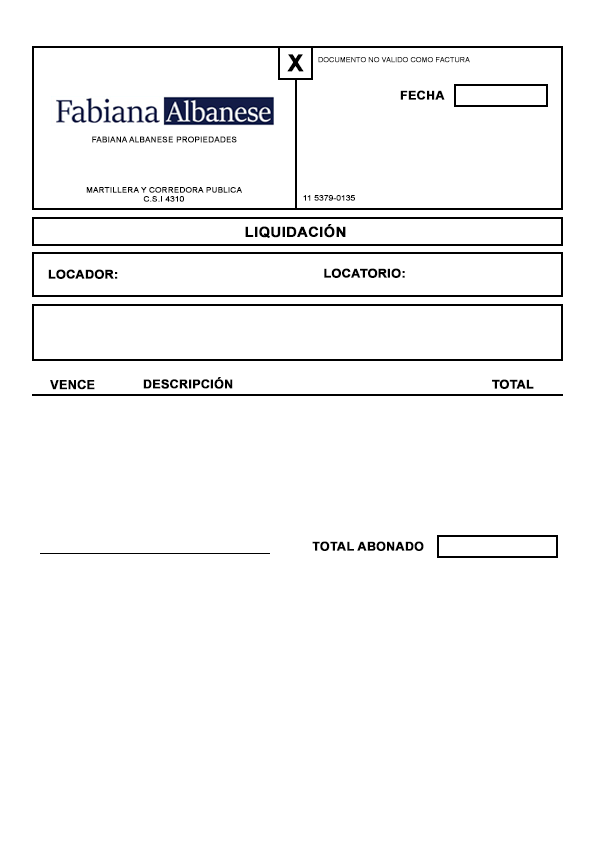 X
DOCUMENTO NO VALIDO COMO FACTURA
FECHA
Fabiana Albanese
FABIANA ALBANESE PROPIEDADES
MARTILLERA Y CORREDORA PUBLICA
C.S.I 4310
11 5379-0135
LIQUIDACIÓN
LOCADOR:
LOCATORIO:
VENCE DESCRIPCIÓN TOTAL
TOTAL ABONADO